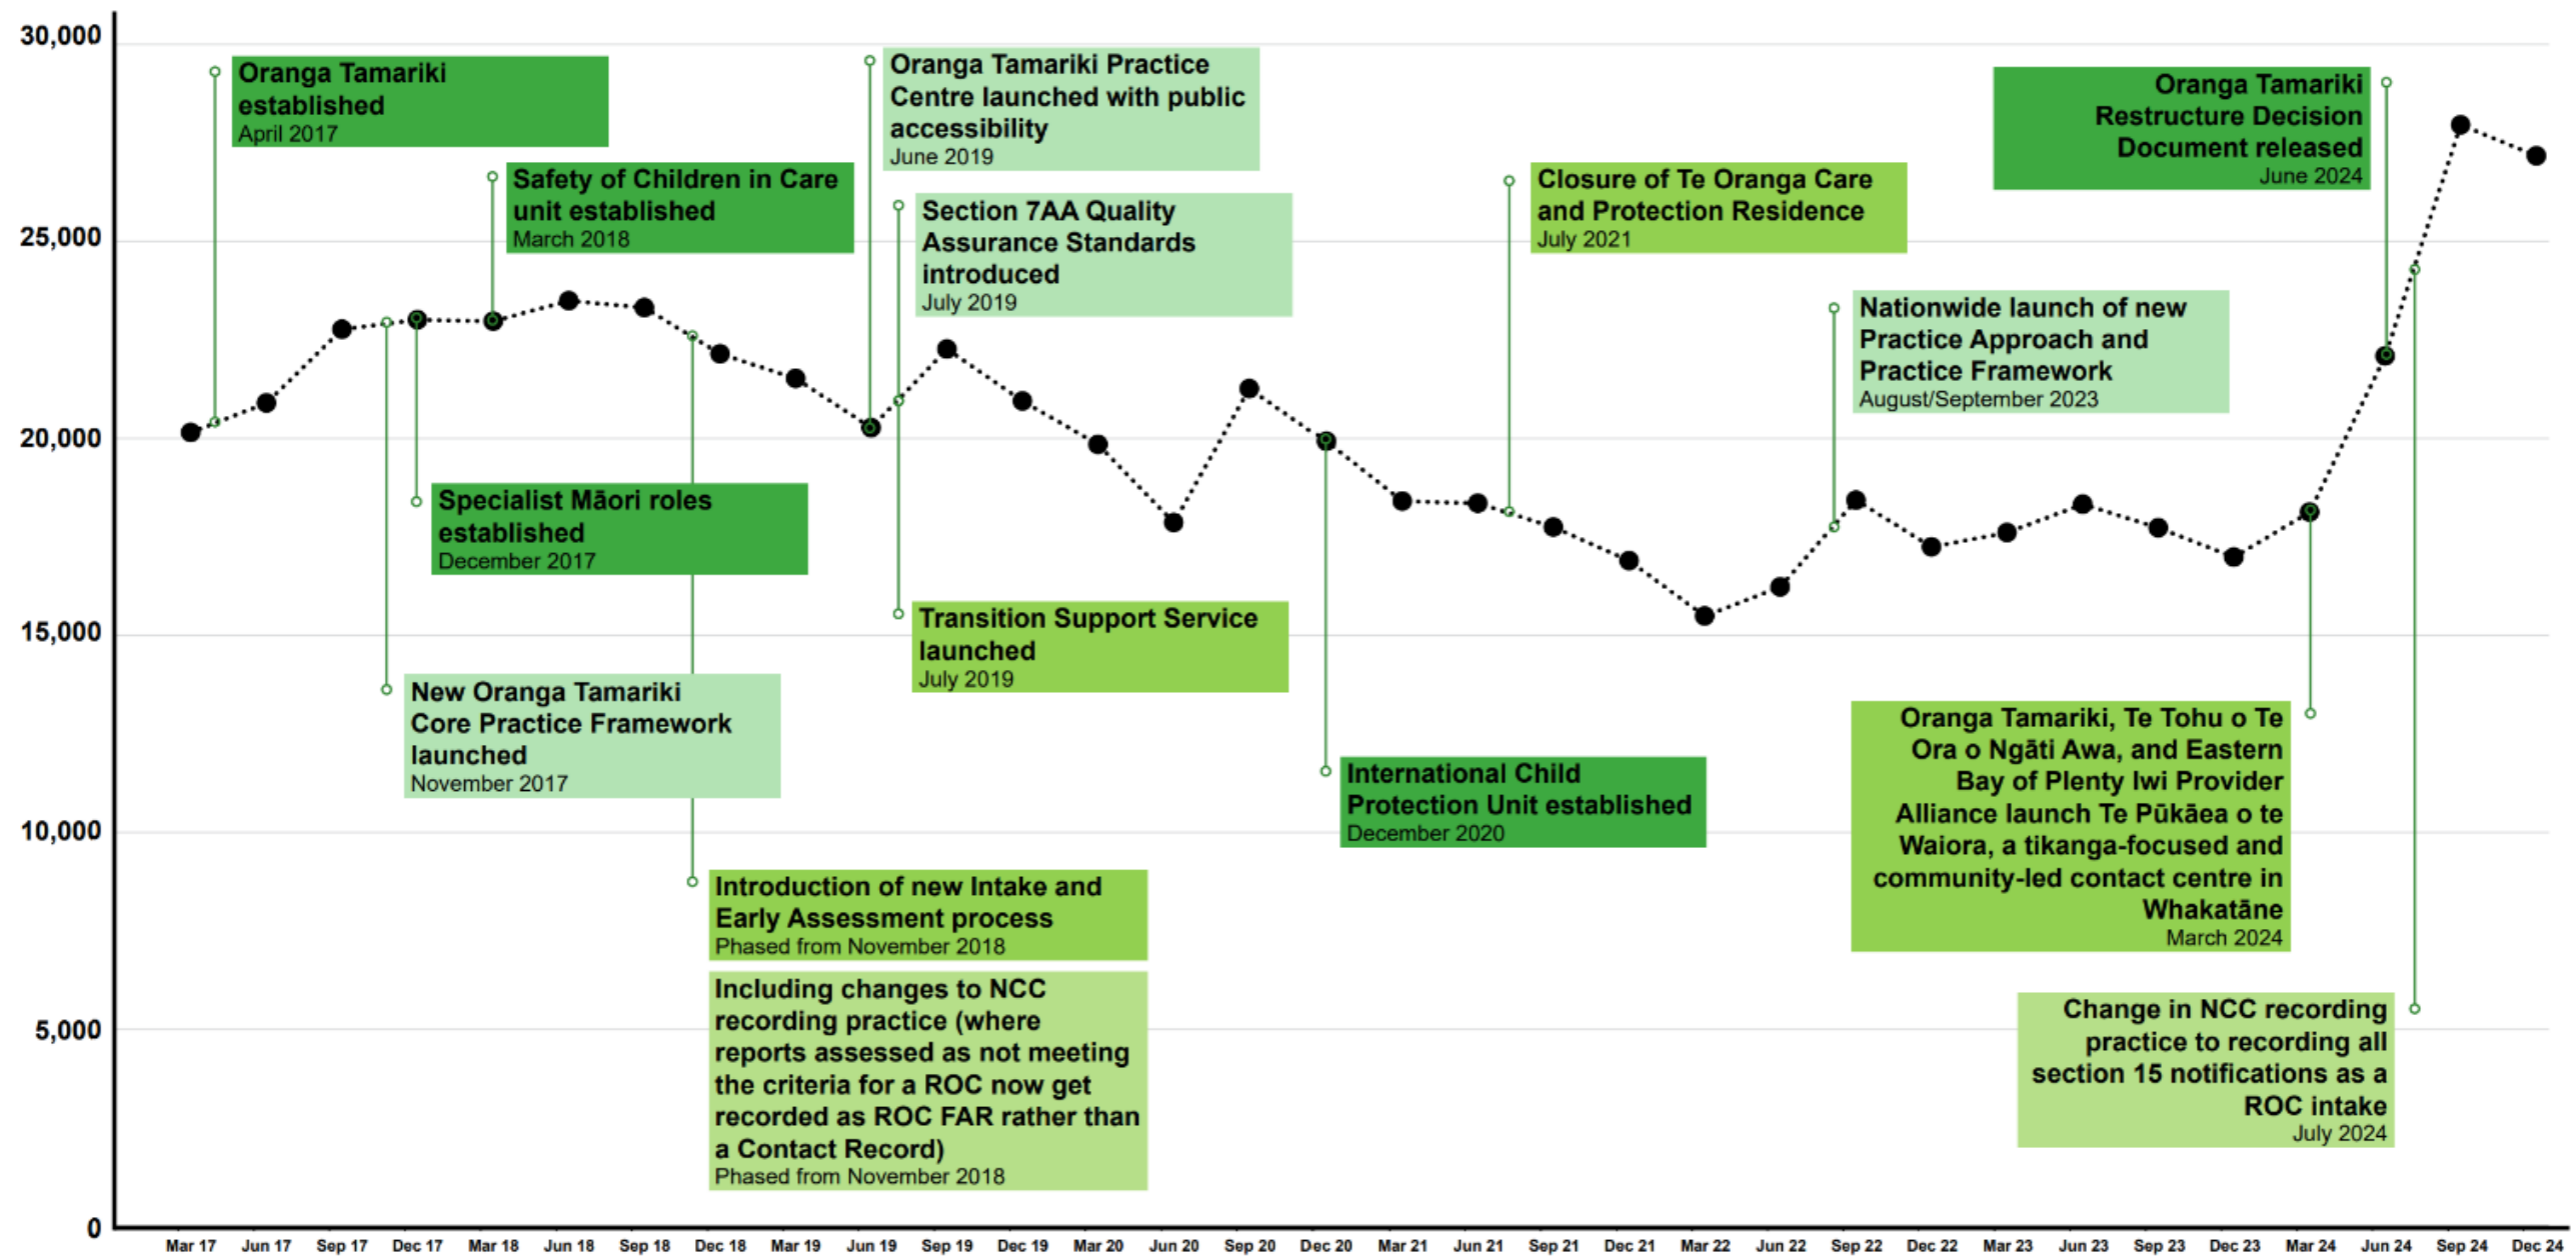 30,000
25,000
20,000
15,000
10,000
5,000
0
Oranga Tamariki
established
April 2017
Safety of Children in Care
unit established
March 2018
Oranga Tamariki Practice
Centre launched with public
accessibility
June 2019
Section 7AA Quality
Assurance Standards
introduced
July 2019
Closure of Te Oranga Care
and Protection Residence
July 2021
Oranga Tamariki
Restructure Decision
Document released
June 2024
Nationwide launch of new
Practice Approach and
Practice Framework
August/September 2023
Specialist Māori roles
established
December 2017
Transition Support Service
launched
July 2019
New Oranga Tamariki
Core Practice Framework
launched
November 2017
International Child
Protection Unit established
December 2020
Oranga Tamariki, Te Tohu o Te
Ora o Ngāti Awa, and Eastern
Bay of Plenty Iwi Provider
Alliance launch Te Pūkāea o te
Waiora, a tikanga-focused and
community-led contact centre in
Whakatāne
March 2024
Introduction of new Intake and
Early Assessment process
Phased from November 2018
Including changes to NCC
recording practice (where
reports assessed as not meeting
the criteria for a ROC now get
recorded as ROC FAR rather than
a Contact Record)
Phased from November 2018
Change in NCC recording
practice to recording all
section 15 notifications as a
ROC intake
July 2024
Mar 17 Jun 17 Sep 17 Dec 17 Mar 18 Jun 18 Sep 18 Dec 18 Mar 19 Jun 19 Sep 19 Dec 19 Mar 20 Jun 20 Sep 20 Dec 20 Mar 21 Jun 21 Sep 21 Dec 21 Mar 22 Jun 22 Sep 22 Dec 22 Mar 23 Jun 23 Sep 23 Dec 23 Mar 24 Jun 24 Sep 24 Dec 24